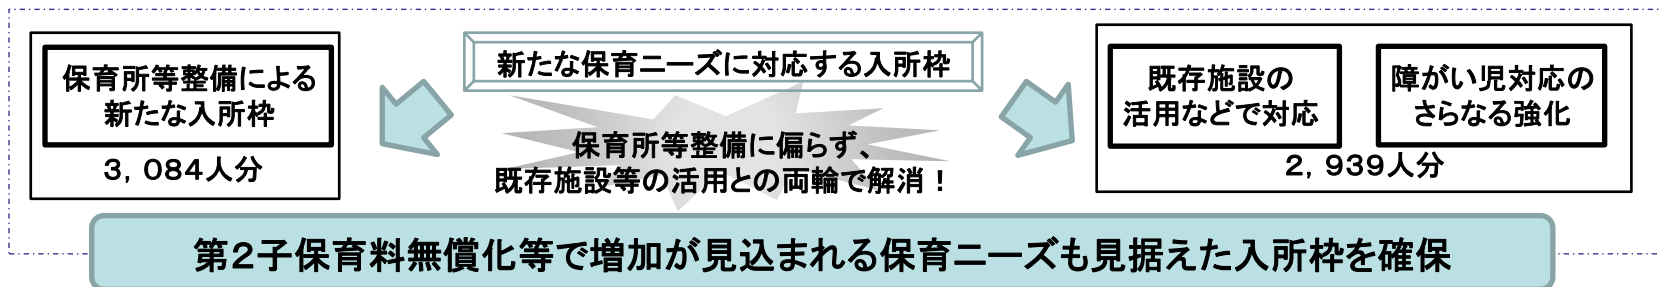 保育所等整備による
新たな入所枠
3,084人分
新たな保育ニーズに対応する入所枠
保育所等整備に偏らず、
既存施設等の活用との両輪で解消！
既存施設の
活用などで対応
障がい児対応の
さらなる強化
2,939人分
第2子保育料無償化等で増加が見込まれる保育ニーズも見据えた入所枠を確保